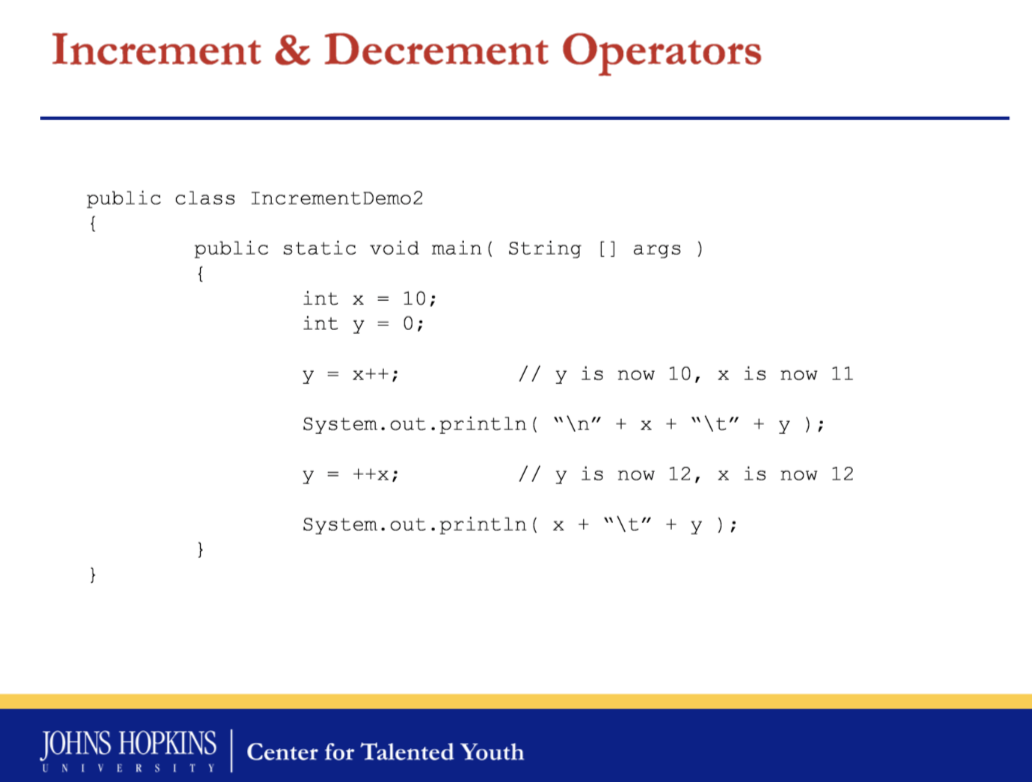 Increment & Decrement Operators
public class IncrementDemo2
{
public static void main( String [] args )
{
int x = 10;
int y = 0;
y = x++; // y is now 10, x is now 11
System.out.println( “\n” + x + “\t” + y );
y = ++x; // y is now 12, x is now 12
System.out.println( x + “\t” + y );
}
}
JOHNS HOPKINS
UNIVERSITY
Center for Talented Youth